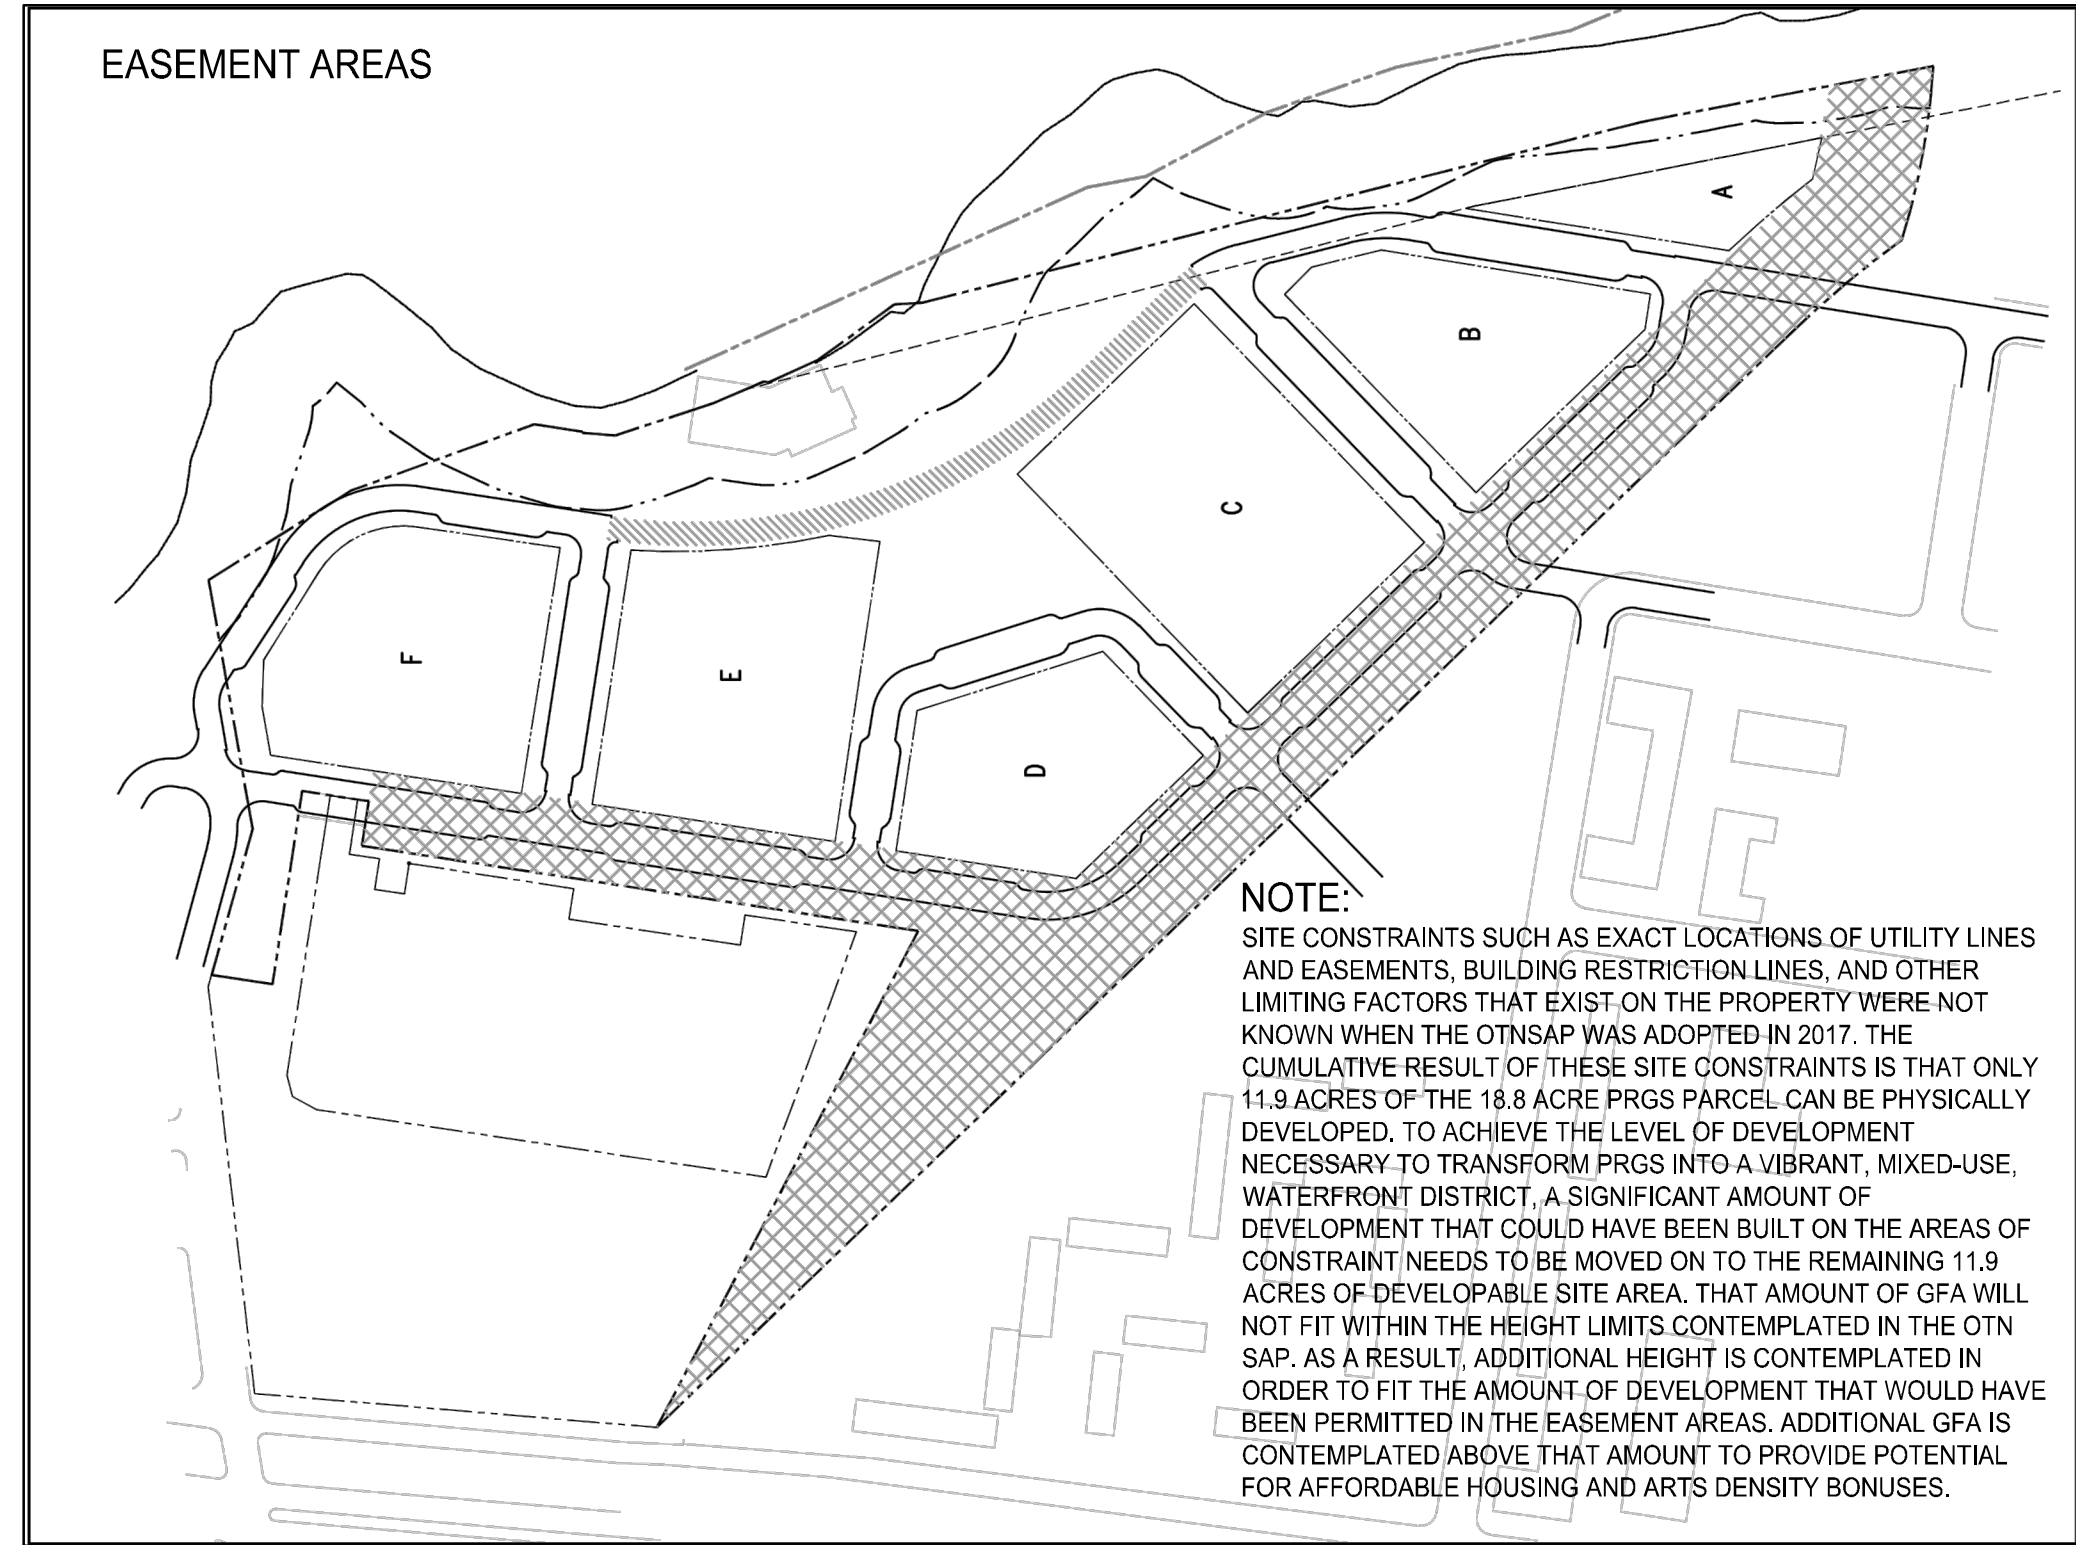 EASEMENT AREAS
A
B
C
F
E
D
NOTE:
SITE CONSTRAINTS SUCH AS EXACT LOCATIONS OF UTILITY LINES
AND EASEMENTS, BUILDING RESTRICTION LINES, AND OTHER
LIMITING FACTORS THAT EXIST ON THE PROPERTY WERE NOT
KNOWN WHEN THE OTNSAP WAS ADOPTED IN 2017. THE
CUMULATIVE RESULT OF THESE SITE CONSTRAINTS IS THAT ONLY
11.9 ACRES OF THE 18.8 ACRE PRGS PARCEL CAN BE PHYSICALLY
DEVELOPED. TO ACHIEVE THE LEVEL OF DEVELOPMENT
NECESSARY TO TRANSFORM PRGS INTO A VIBRANT, MIXED-USE,
WATERFRONT DISTRICT, A SIGNIFICANT AMOUNT OF
DEVELOPMENT THAT COULD HAVE BEEN BUILT ON THE AREAS OF
CONSTRAINT NEEDS TO BE MOVED ON TO THE REMAINING 11.9
ACRES OF DEVELOPABLE SITE AREA. THAT AMOUNT OF GFA WILL
NOT FIT WITHIN THE HEIGHT LIMITS CONTEMPLATED IN THE OTN
SAP. AS A RESULT, ADDITIONAL HEIGHT IS CONTEMPLATED IN
ORDER TO FIT THE AMOUNT OF DEVELOPMENT THAT WOULD HAVE
BEEN PERMITTED IN THE EASEMENT AREAS. ADDITIONAL GFA IS
CONTEMPLATED ABOVE THAT AMOUNT TO PROVIDE POTENTIAL
FOR AFFORDABLE HOUSING AND ARTS DENSITY BONUSES.